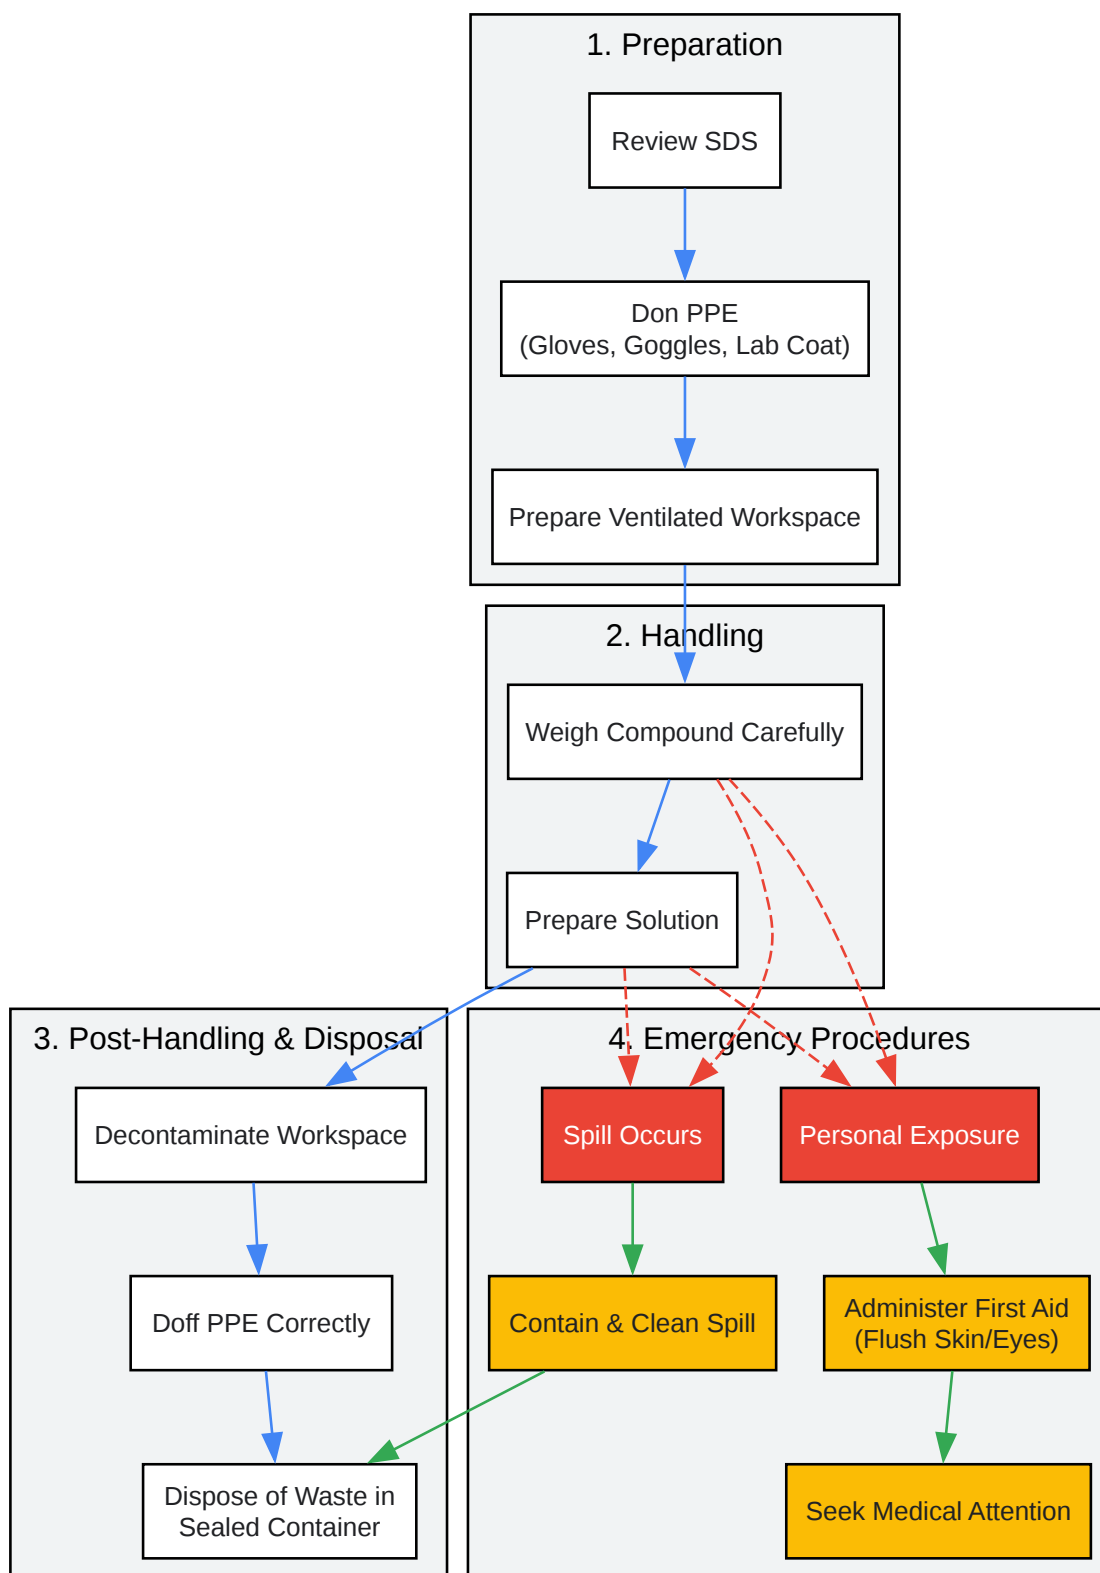 1. Preparation
Review SDS
Don PPE
(Gloves, Goggles, Lab Coat)
Prepare Ventilated Workspace
2. Handling
Weigh Compound Carefully
Prepare Solution
3. Post-Handling & Disposal
Decontaminate Workspace
Doff PPE Correctly
Dispose of Waste in
Sealed Container
4. Emergency Procedures
Spill Occurs
Personal Exposure
Contain & Clean Spill
Administer First Aid
(Flush Skin/Eyes)
Seek Medical Attention